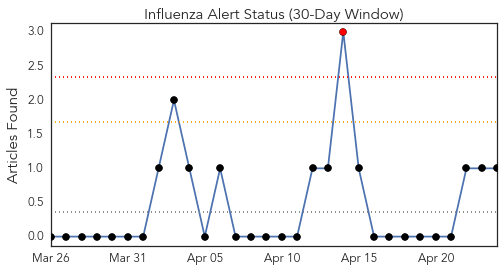 Influenza Alert Status (30-Day Window)
Articles Found
3.0
2.5
2.0
1.5
1.0
0.5
0.0
Mar 26 Mar 31 Apr 05 Apr 10 Apr 15 Apr 20